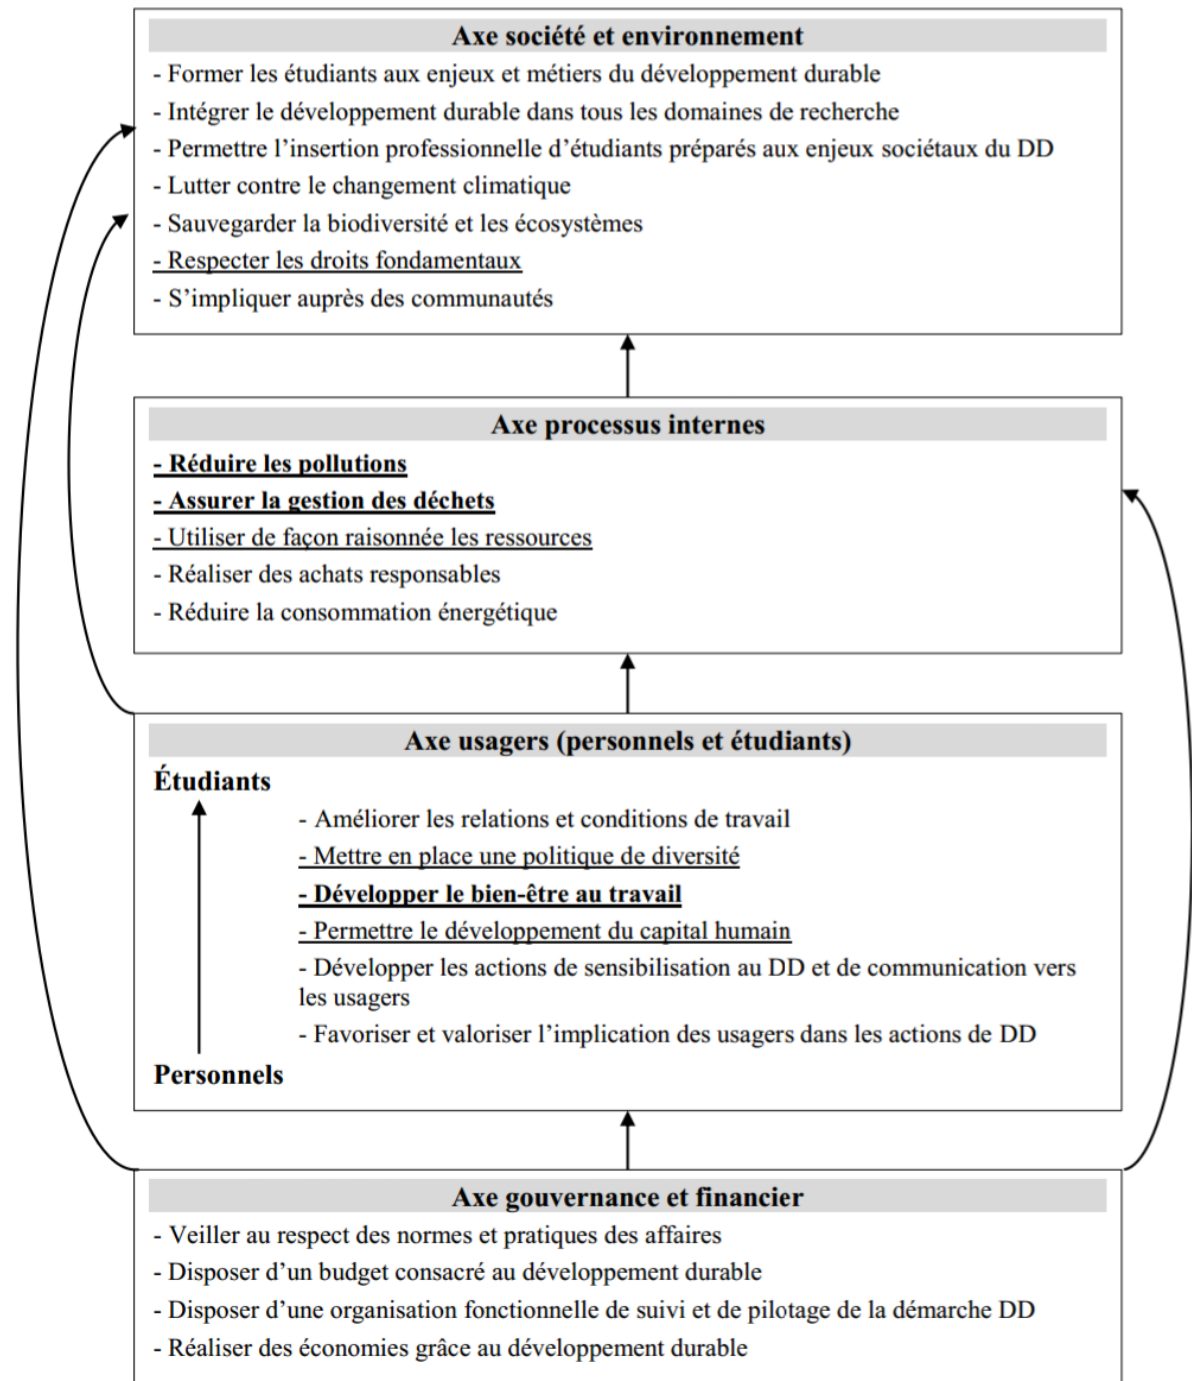 Axe société et environnement
- Former les étudiants aux enjeux et métiers du développement durable
- Intégrer le développement durable dans tous les domaines de recherche
- Permettre l’insertion professionnelle d’étudiants préparés aux enjeux sociétaux du DD
- Lutter contre le changement climatique
- Sauvegarder la biodiversité et les écosystèmes
- Respecter les droits fondamentaux
- S’impliquer auprès des communautés
Axe processus internes
- Réduire les pollutions
- Assurer la gestion des déchets
- Utiliser de façon raisonnée les ressources
- Réaliser des achats responsables
- Réduire la consommation énergétique
Axe usagers (personnels et étudiants)
Étudiants
- Améliorer les relations et conditions de travail
- Mettre en place une politique de diversité
- Développer le bien-être au travail
- Permettre le développement du capital humain
- Développer les actions de sensibilisation au DD et de communication vers
les usagers
- Favoriser et valoriser l’implication des usagers dans les actions de DD
Personnels
Axe gouvernance et financier
- Veiller au respect des normes et pratiques des affaires
- Disposer d’un budget consacré au développement durable
- Disposer d’une organisation fonctionnelle de suivi et de pilotage de la démarche DD
- Réaliser des économies grâce au développement durable